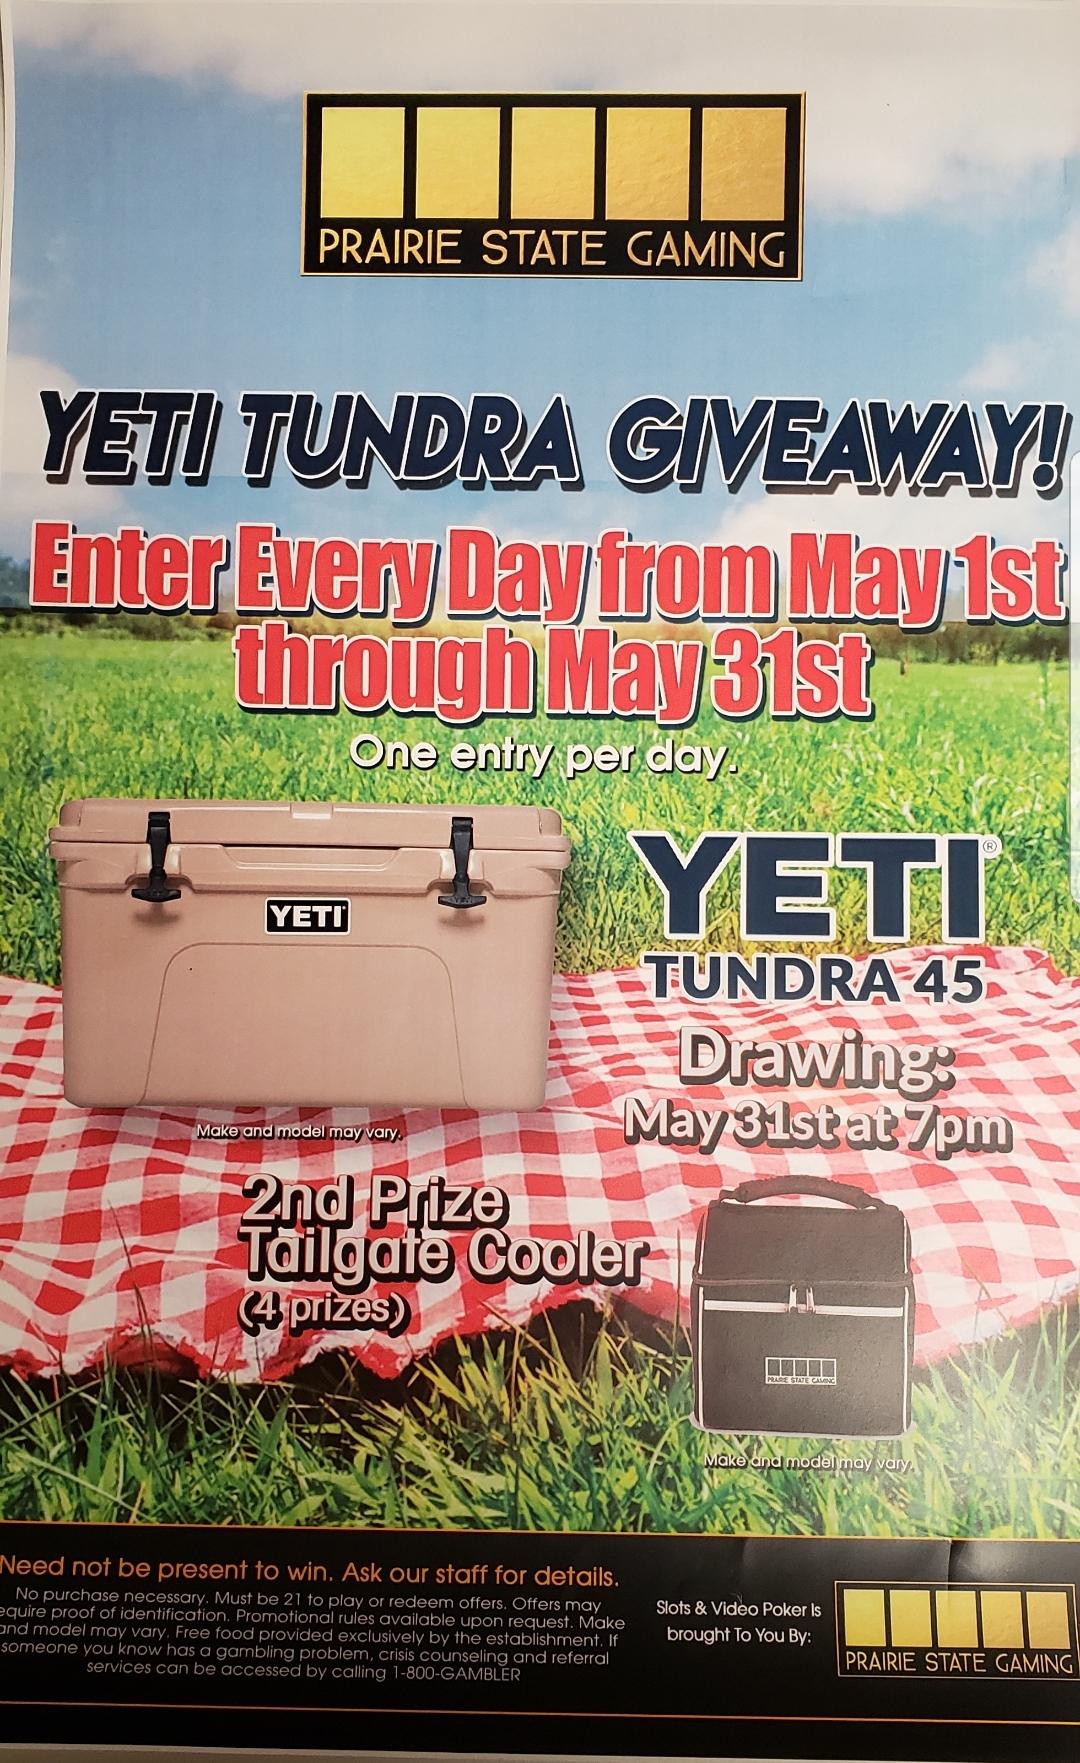 PRAIRIE STATE GAMING
YETI TUNDRA GIVEAWAY!
Enter Every Day from May 1st
through May 31st
One entry per day.
YETI
YETI®
TUNDRA 45
Drawing:
May 31st at 7pm
Make and model may vary.
2nd Prize
Tailgate Cooler
(4 prizes)
PRAIRIE STATE GAMING
Make and model may vary.
Need not be present to win. Ask our staff for details.
No purchase necessary. Must be 21 to play or redeem offers. Offers may
equire proof of identification. Promotional rules available upon request. Make
and model may vary. Free food provided exclusively by the establishment. If
someone you know has a gambling problem, crisis counseling and referral
services can be accessed by calling 1-800-GAMBLER
Slots & Video Poker Is
brought To You By:
PRAIRIE STATE GAMING